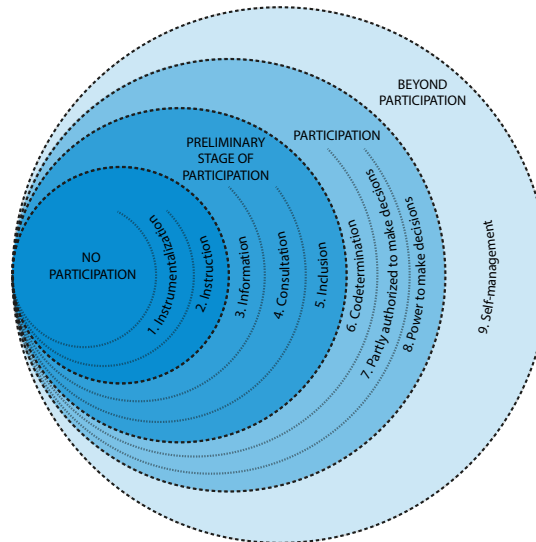 BEYOND
PARTICIPATION
PARTICIPATION
PRELIMINARY
STAGE OF
PARTICIPATION
NO
PARTICIPATION
1. Instrumentalization
2. Instruction
3. Information
4. Consultation
5. Inclusion
6. Codetermination
7. Partly authorized to make decisions
8. Power to make decisions
9. Self-management